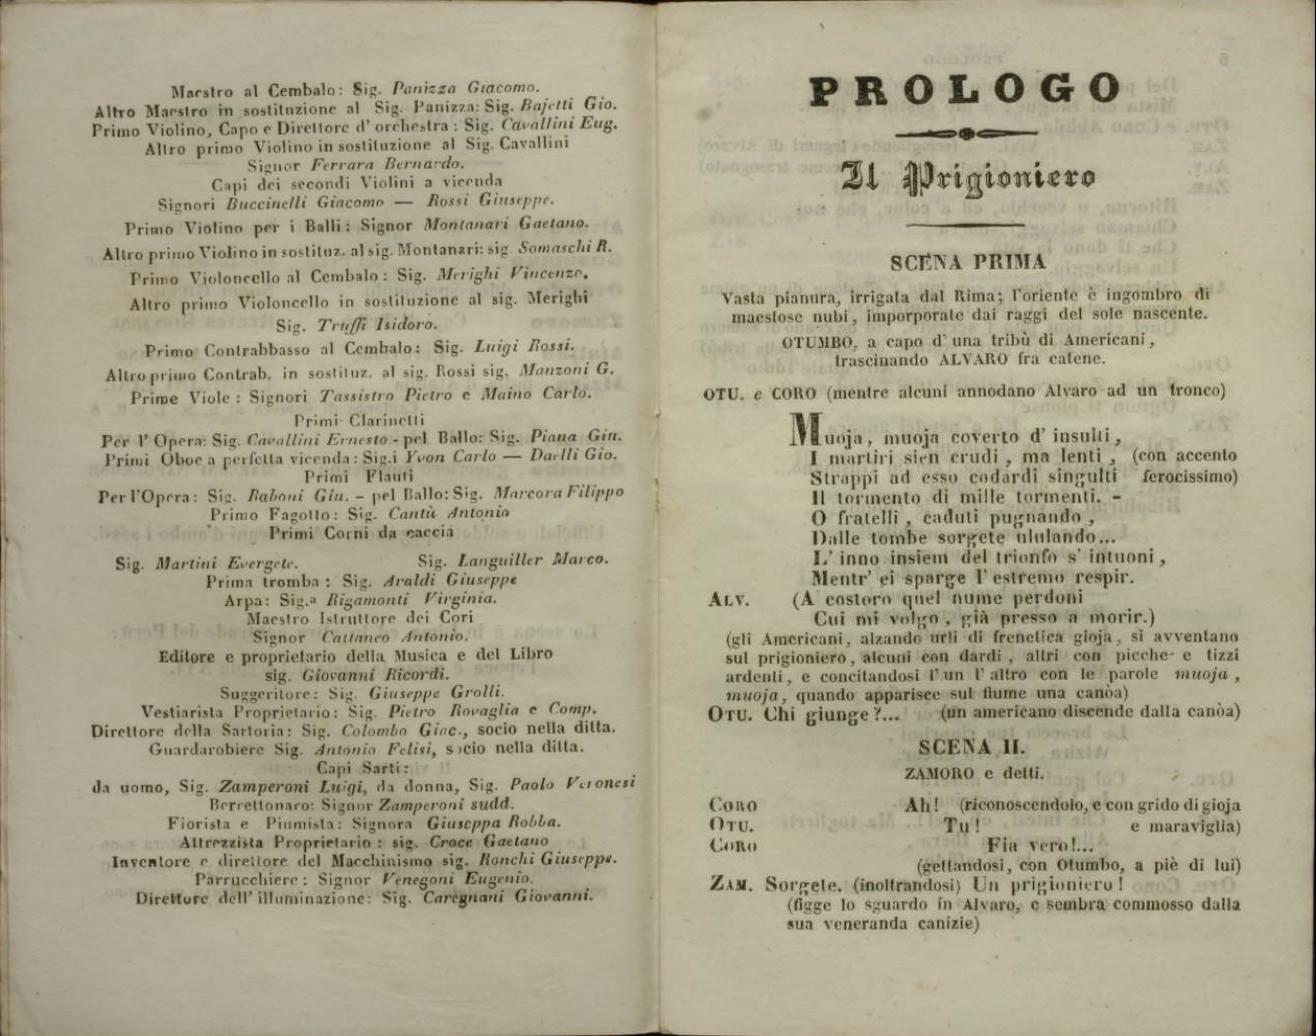 Maestro al Cembalo: Sig. Panizza Giacomo.
Altro Maestro in sostituzione al Sig. Panizza: Sig. Bajetti Gio.
Primo Violino, Capo e Direttore d' orchestra: Sig. Cavallini Eug.
Altro primo Violino in sostituzione al Sig. Cavallini
Signor Ferrara Bernardo.
Capi dei secondi Violini a vicenda
Signori Buccinelli Giacomo — Rossi Giuseppe.
Primo Violino per i Balli: Signor Montanari Gaetano.
Altro primo Violino in sostituz. al sig. Montanari: sig Somaschi R.
Primo Violoncello al Cembalo: Sig. Merighi Vincenzo.
Altro primo Violoncello in sostituzione al sig. Merighi
Sig. Truffi Isidoro.
Primo Contrabbasso al Cembalo: Sig. Luigi Rossi.
Altro primo Contrab. in sostituz. al sig. Rossi sig. Manzoni G.
Prime Viole: Signori Tassistro Pietro e Maino Carlo.
Primi Clarinetti
Per l' Opera: Sig. Cavallini Ernesto - pel Ballo: Sig. Piana Giu.
Primi Oboe a perfetta vicenda: Sig.i Yvon Carlo — Daelli Gio.
Primi Flauti
Per l'Opera: Sig. Raboni Giu. - pel Ballo: Sig. Marcora Filippo
Primo Fagotto: Sig. Cantù Antonio
Primi Corni da caccia
Sig. Martini Evergete. Sig. Languiller Marco.
Prima tromba: Sig. Araldi Giuseppe
Arpa: Sig.a Rigamonti Virginia.
Maestro Istruttore dei Cori
Signor Cattaneo Antonio.
Editore e proprietario della Musica e del Libro
sig. Giovanni Ricordi.
Suggeritore: Sig. Giuseppe Grolli.
Vestiarista Proprietario: Sig. Pietro Rovaglia e Comp.
Direttore della Sartoria: Sig. Colombo Giac., socio nella ditta.
Guardarobiere Sig. Antonio Felisi, socio nella ditta.
Capi Sarti:
da uomo, Sig. Zamperoni Luigi, da donna, Sig. Paolo Veronesi
Berrettonaro: Signor Zamperoni sudd.
Fiorista e Piumista: Signora Giuseppa Robba.
Attrezzista Proprietario: sig. Croce Gaetano
Inventore e direttore del Macchinismo sig. Ronchi Giuseppe.
Parrucchiere: Signor Venegoni Eugenio.
Direttore dell' illuminazione: Sig. Caregnani Giovanni.
PROLOGO
Il Prigioniero
SCENA PRIMA
Vasta pianura, irrigata dal Rima; l'oriente è ingombro di
maestose nubi, imporporate dai raggi del sole nascente.
OTUMBO, a capo d' una tribù di Americani,
trascinando ALVARO fra catene.
OTU. e CORO (mentre alcuni annodano Alvaro ad un tronco)
Muoja, muoja coverto d' insulti,
I martiri sien crudi, ma lenti, (con accento
Strappi ad esso codardi singulti ferocissimo)
Il tormento di mille tormenti. -
O fratelli, caduti pugnando,
Dalle tombe sorgete ululando...
L' inno insiem del trionfo s' intuoni,
Mentr' ei sparge l' estremo respir.
ALV. (A costoro quel nume perdoni
Cui mi volgo, già presso a morir.)
(gli Americani, alzando urli di frenetica gioja, si avventano
sul prigioniero, alcuni con dardi, altri con picche e tizzi
ardenti, e concitandosi l' un l' altro con le parole muoja,
muoja, quando apparisce sul fiume una canòa)
OTU. Chi giunge?... (un americano discende dalla canòa)
SCENA II.
ZAMORO e detti.
CORO Ah! (riconoscendolo, e con grido di gioja
OTU. Tu! e maraviglia)
CORO Fia vero!...
(gettandosi, con Otumbo, a piè di lui)
ZAM. Sorgete. (inoltrandosi) Un prigioniero!
(figge lo sguardo in Alvaro, e sembra commosso dalla
sua veneranda canizie)